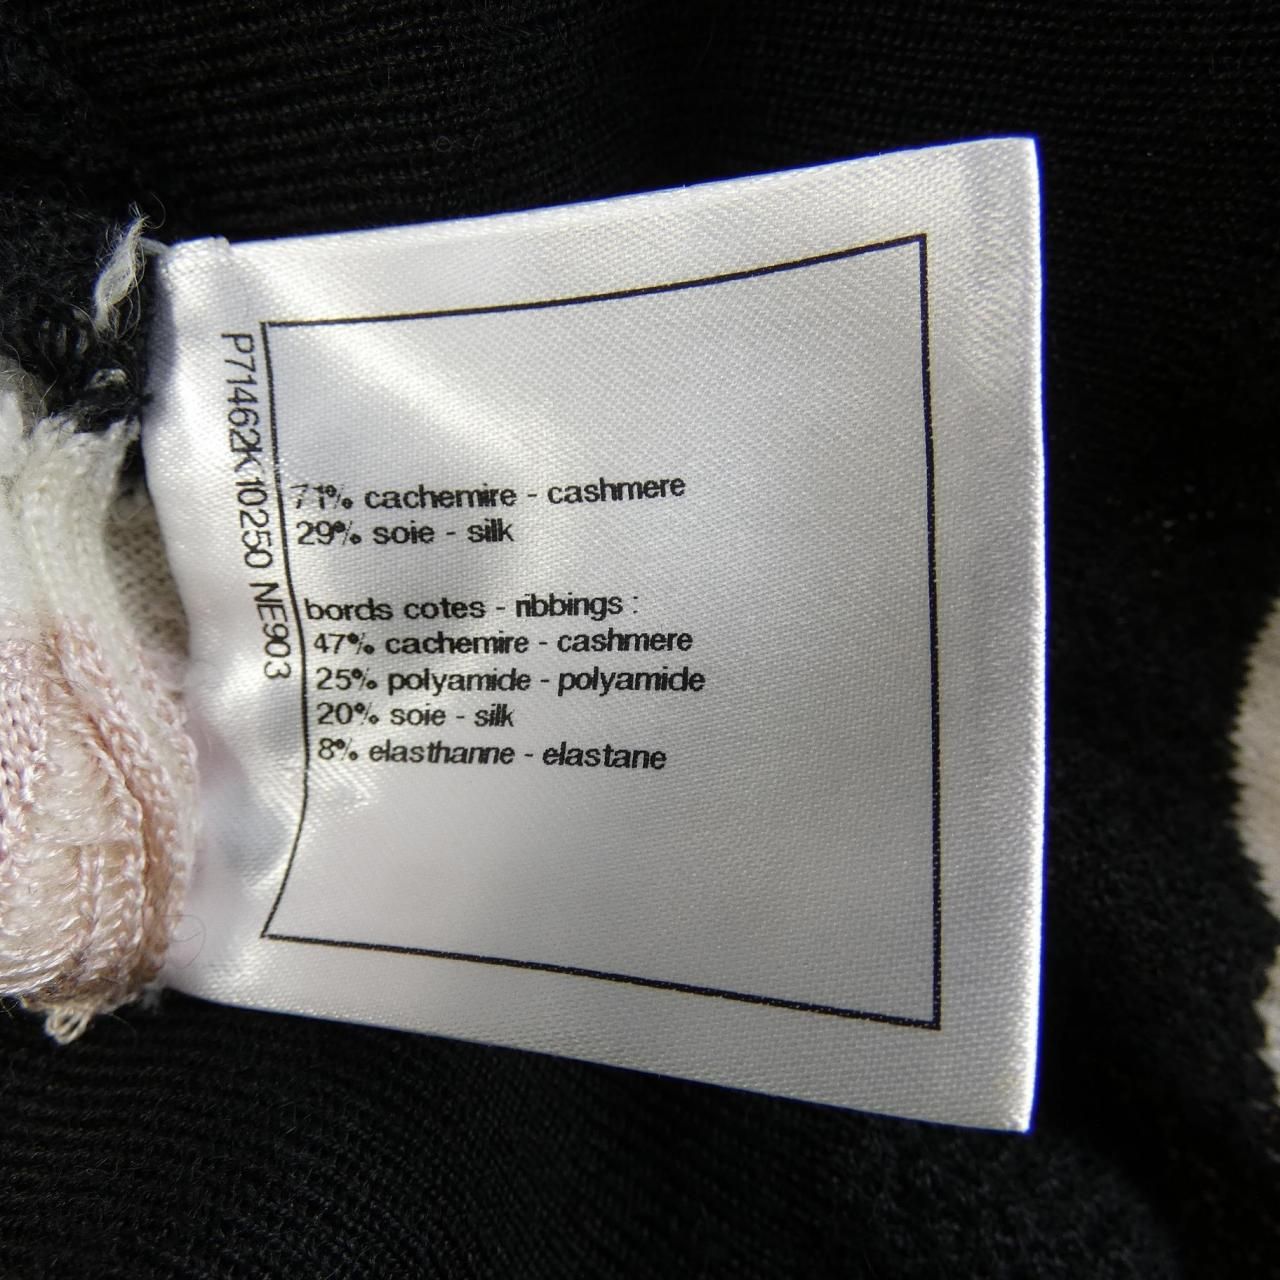 P71462K10250 NE903
71% cachemire - cashmere
29% soie - silk
bords cotes - ribbings :
47% cachemire - cashmere
25% polyamide - polyamide
20% soie - silk
8% elasthanne - elastane